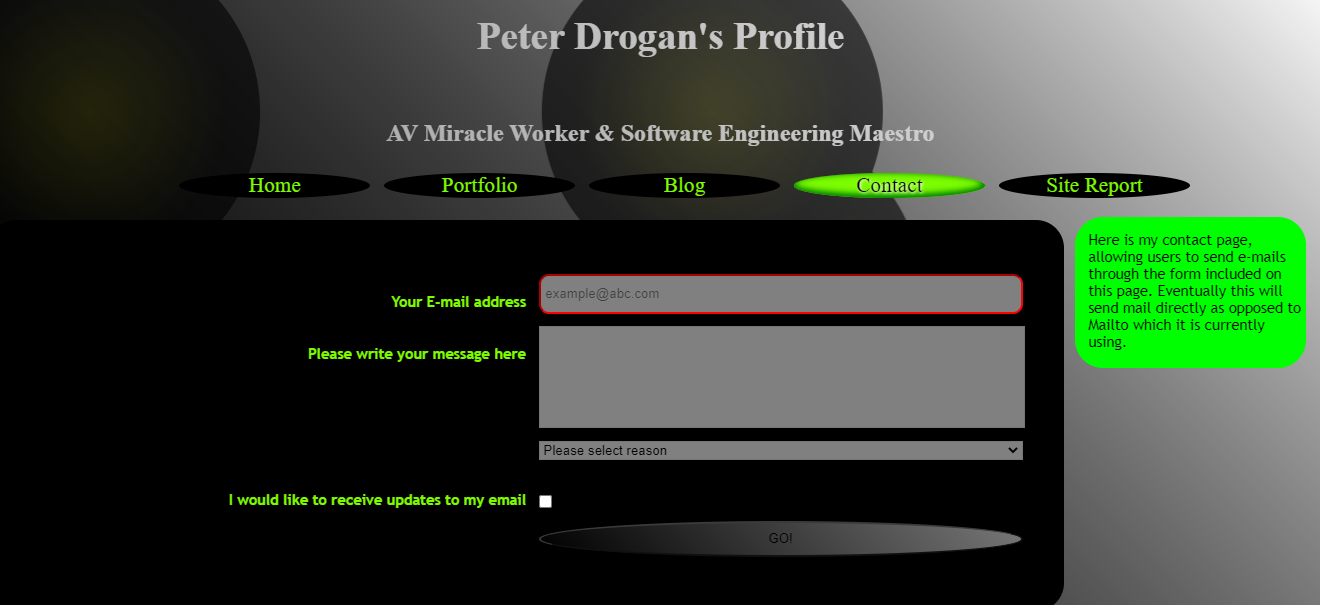 Peter Drogan's Profile
AV Miracle Worker & Software Engineering Maestro
Home Portfolio Blog Contact Site Report
Here is my contact page,
allowing users to send e-mails
through the form included on
this page. Eventually this will
send mail directly as opposed to
Mailto which it is currently
using.
Your E-mail address
example@abc.com
Please write your message here
Please select reason
I would like to receive updates to my email
GO!